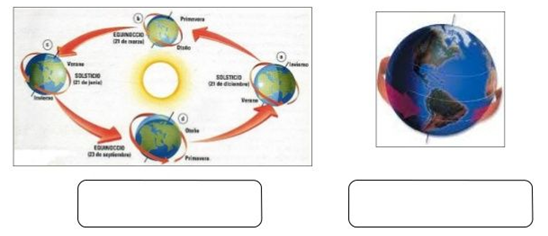 b
Primavera
EQUINOCCIO
(21 de marzo)
Otoño
c
Verano
SOLSTICIO
(21 de junio)
Invierno
a
Invierno
SOLSTICIO
(21 de diciembre)
Verano
d
Otoño
EQUINOCCIO
(23 de septiembre)
Primavera